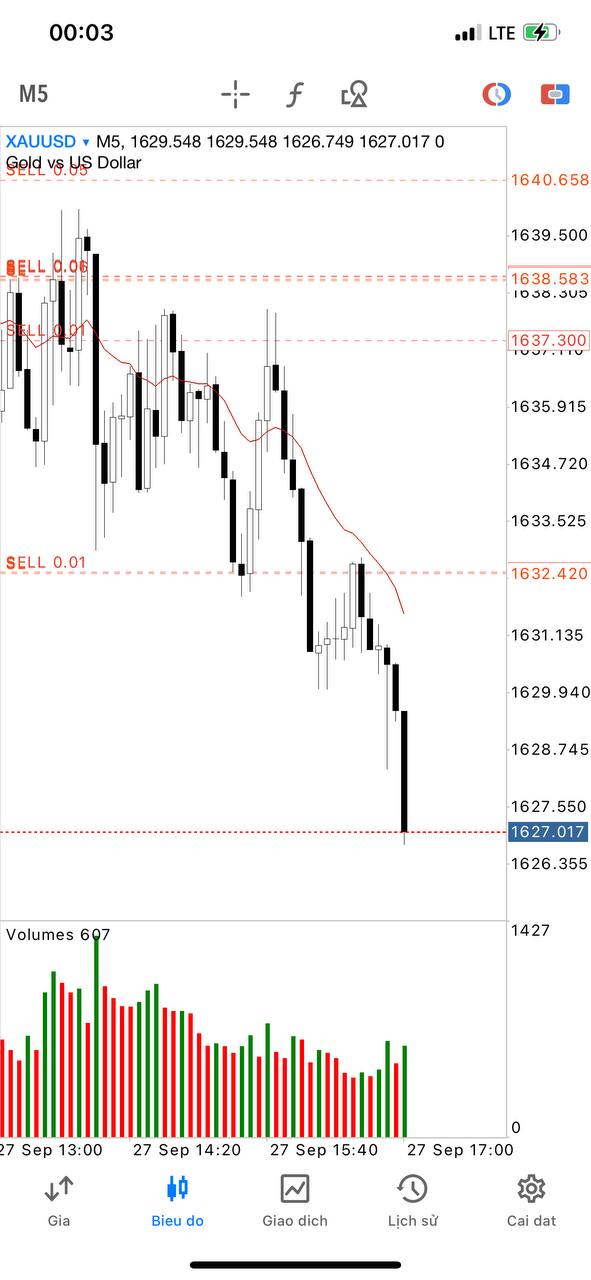 00:03
LTE
M5
XAUUSD ▾ M5, 1629.548 1629.548 1626.749 1627.017 0
Gold vs US Dollar
SELL 0.05
1640.658
1639.500
SELL 0.06
1638.583
1638.305
SELL 0.01
1637.300
1637.110
1635.915
1634.720
1633.525
SELL 0.01
1632.420
1631.135
1629.940
1628.745
1627.550
1627.017
1626.355
Volumes 607
1427
0
27 Sep 13:00
27 Sep 14:20
27 Sep 15:40
27 Sep 17:00
Gia
Bieu do
Giao dich
Lịch sử
Cai dat